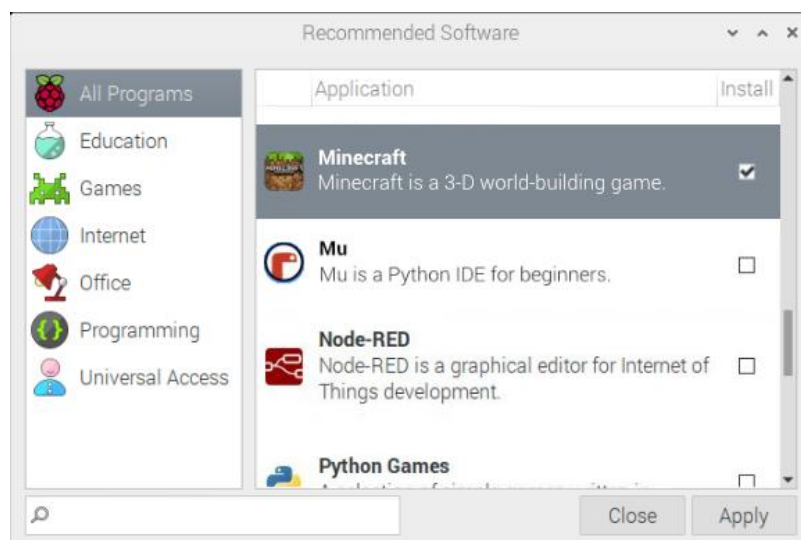 Recommended Software
All Programs
Education
Games
Internet
Office
Programming
Universal Access
Application Install
Minecraft
Minecraft is a 3-D world-building game.
Mu
Mu is a Python IDE for beginners.
Node-RED
Node-RED is a graphical editor for Internet of
Things development.
Python Games
Close Apply